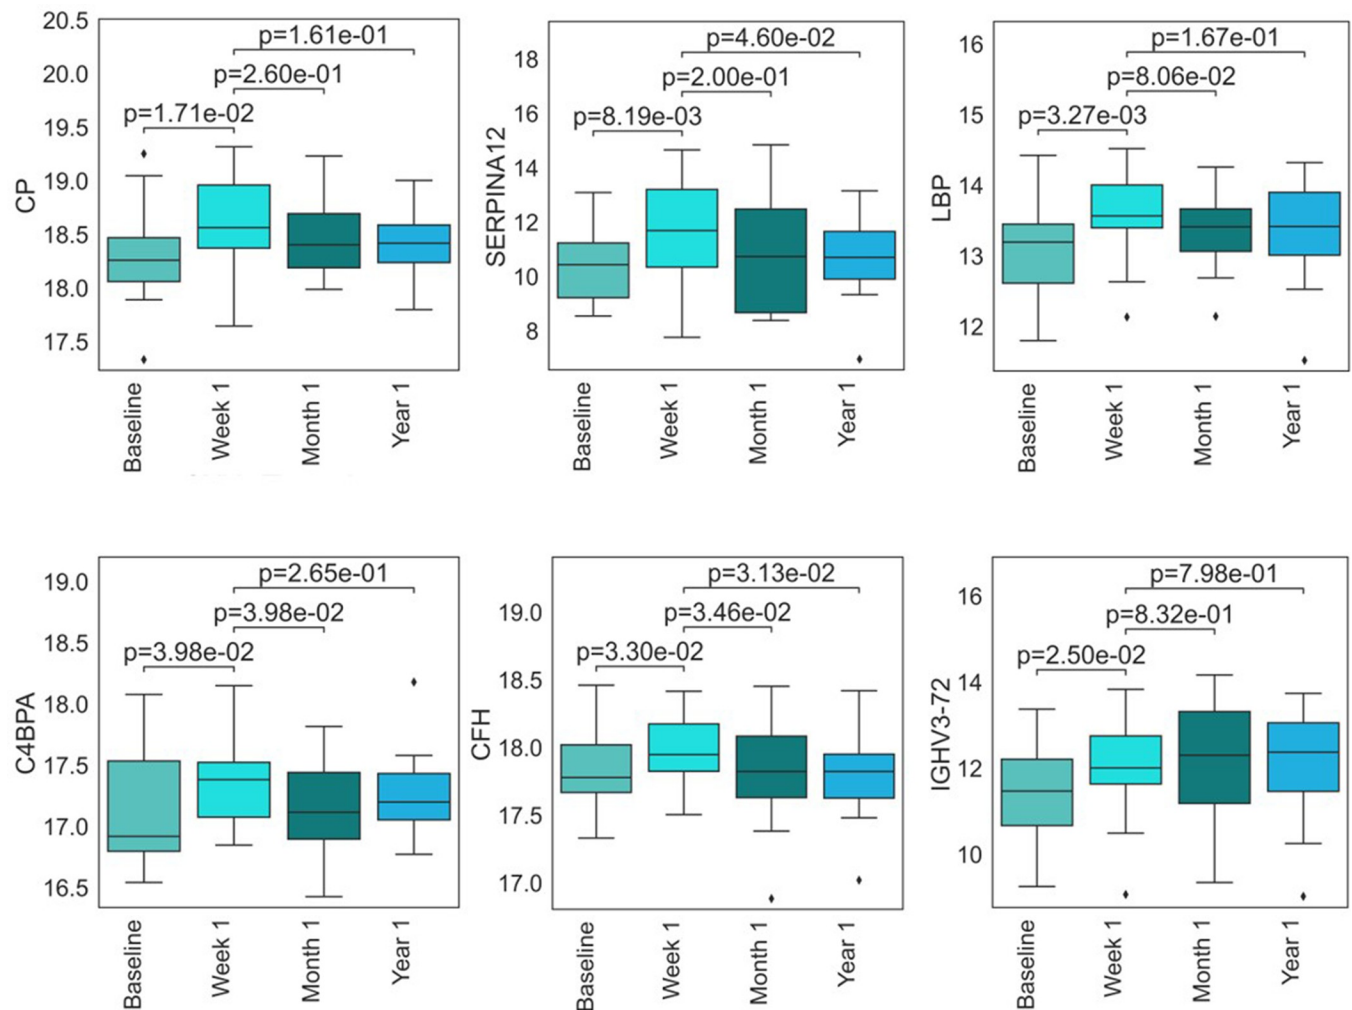 CP
20.5
20.0
19.5
19.0
18.5
18.0
17.5
p=1.61e-01
p=2.60e-01
p=1.71e-02
Baseline
Week 1
Month 1
Year 1
SERPINA12
18
16
14
12
10
8
p=4.60e-02
p=2.00e-01
p=8.19e-03
Baseline
Week 1
Month 1
Year 1
LBP
16
15
14
13
12
p=1.67e-01
p=8.06e-02
p=3.27e-03
Baseline
Week 1
Month 1
Year 1
C4BPA
19.0
18.5
18.0
17.5
17.0
16.5
p=2.65e-01
p=3.98e-02
p=3.98e-02
Baseline
Week 1
Month 1
Year 1
CFH
19.0
18.5
18.0
17.5
17.0
p=3.13e-02
p=3.46e-02
p=3.30e-02
Baseline
Week 1
Month 1
Year 1
IGHV3-72
16
14
12
10
p=7.98e-01
p=8.32e-01
p=2.50e-02
Baseline
Week 1
Month 1
Year 1